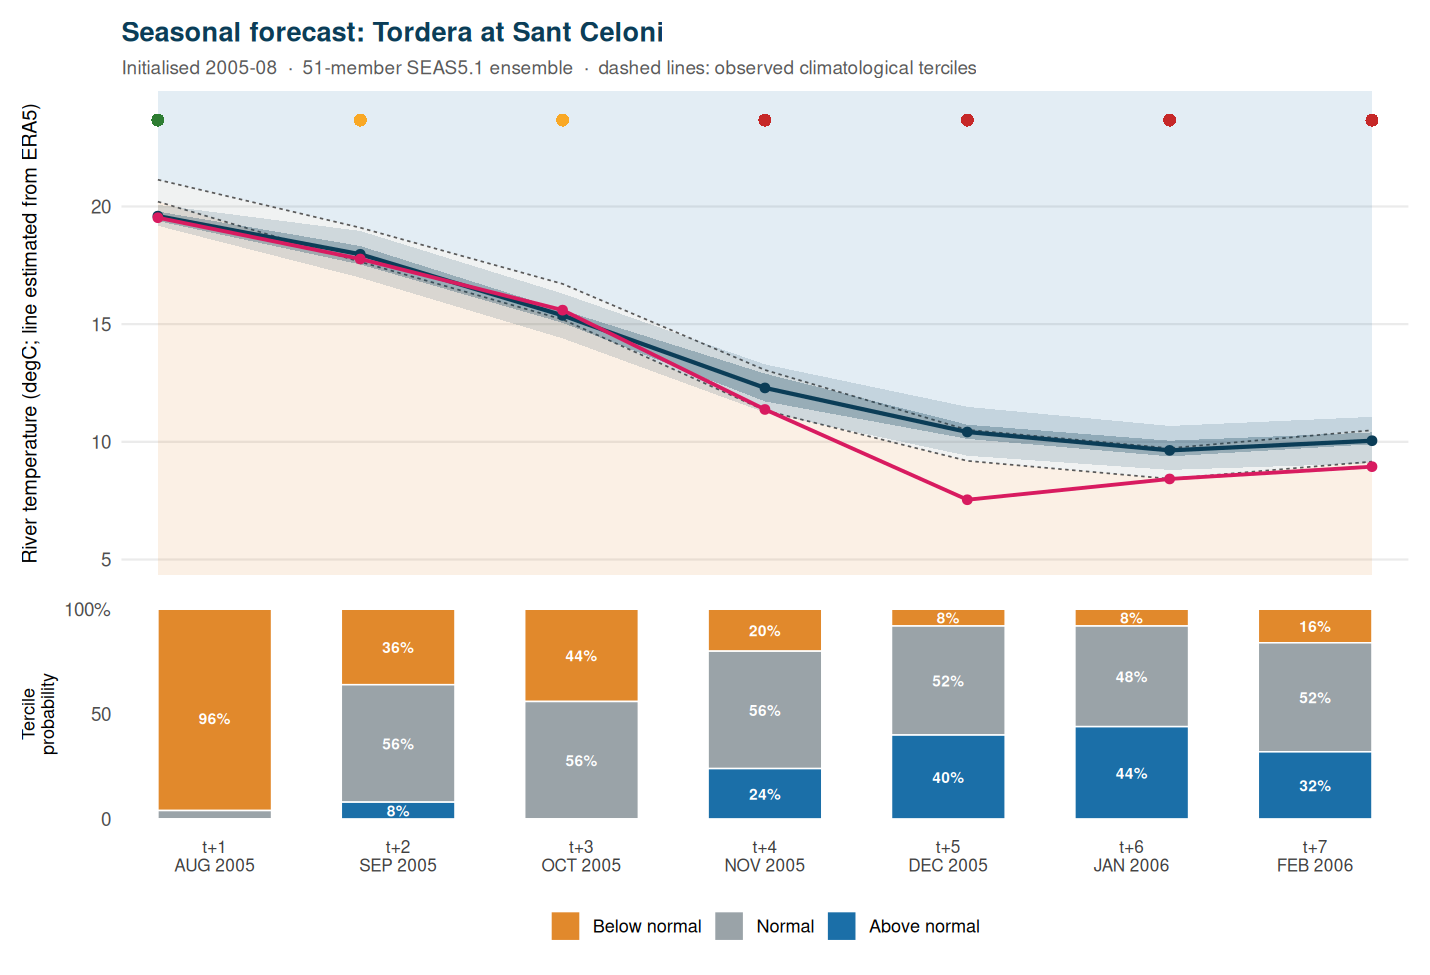 Seasonal forecast: Tordera at Sant Celoni
Initialised 2005-08 · 51-member SEAS5.1 ensemble · dashed lines: observed climatological terciles
River temperature (degC; line estimated from ERA5)
20
15
10
5
Tercile
probability
100%
50
0
96%
36%
56%
8%
44%
56%
20%
56%
24%
8%
52%
40%
8%
48%
44%
16%
52%
32%
t+1
AUG 2005
t+2
SEP 2005
t+3
OCT 2005
t+4
NOV 2005
t+5
DEC 2005
t+6
JAN 2006
t+7
FEB 2006
Below normal
Normal
Above normal